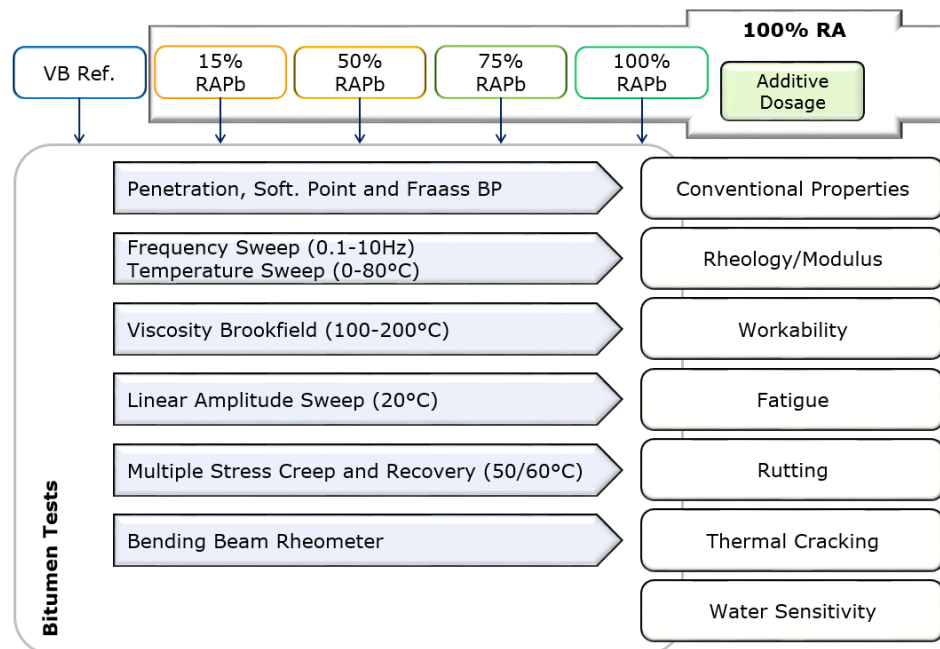 100% RA
VB Ref.
15%
RAPb
50%
RAPb
75%
RAPb
100%
RAPb
Additive
Dosage
Penetration, Soft. Point and Fraass BP
Conventional Properties
Frequency Sweep (0.1-10Hz)
Temperature Sweep (0-80°C)
Rheology/Modulus
Viscosity Brookfield (100-200°C)
Workability
Linear Amplitude Sweep (20°C)
Fatigue
Multiple Stress Creep and Recovery (50/60°C)
Rutting
Bending Beam Rheometer
Thermal Cracking
Water Sensitivity
Bitumen Tests